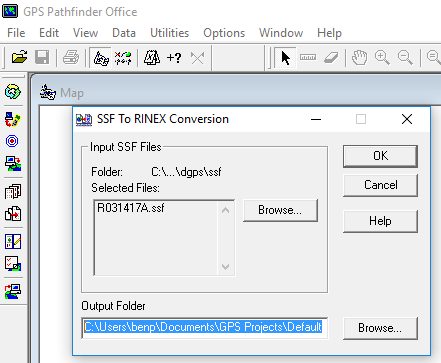 GPS Pathfinder Office
File Edit View Data Utilities Options Window Help
+?
Map
SSF To RINEX Conversion
Input SSF Files
Folder: C:\...\dgps\ssf
Selected Files:
R031417A.ssf
Browse...
OK
Cancel
Help
Output Folder
C:\Users\benp\Documents\GPS Projects\Default
Browse...